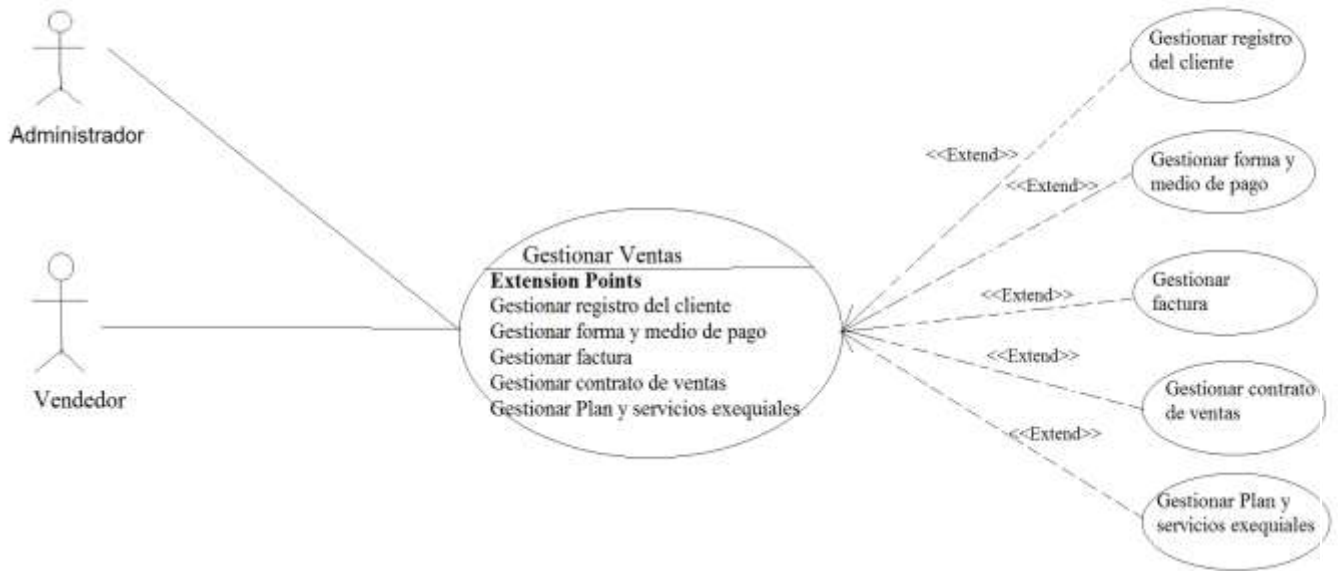 Administrador
Vendedor
Gestionar Ventas
Extension Points
Gestionar registro del cliente
Gestionar forma y medio de pago
Gestionar factura
Gestionar contrato de ventas
Gestionar Plan y servicios exequiales
<<Extend>>
<<Extend>>
<<Extend>>
<<Extend>>
<<Extend>>
Gestionar registro
del cliente
Gestionar forma y
medio de pago
Gestionar
factura
Gestionar contrato
de ventas
Gestionar Plan y
servicios exequiales